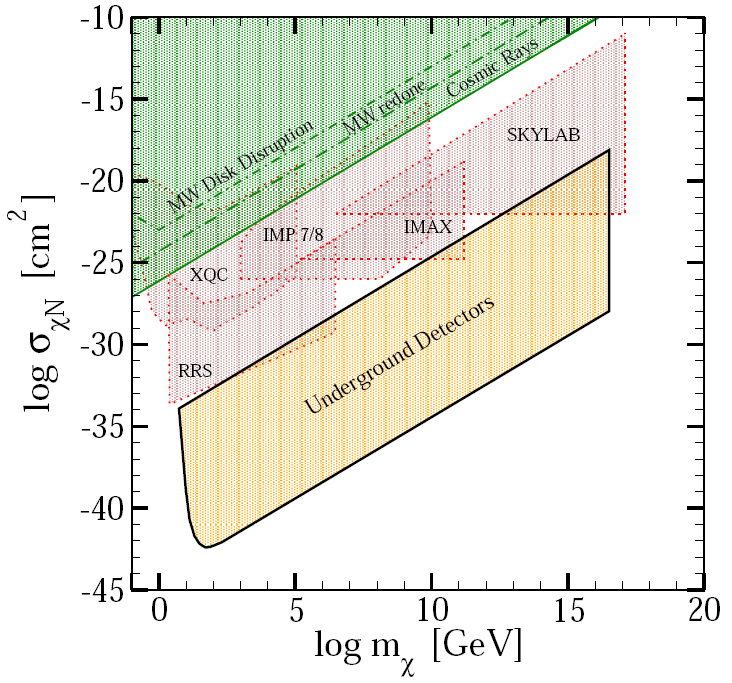 -10
-15
-20
-25
-30
-35
-40
-45
log σχN [cm2]
MW Disk Disruption
MW redone
Cosmic Rays
SKYLAB
IMP 7/8
IMAX
XQC
RRS
Underground Detectors
0 5 10 15 20
log mχ [GeV]